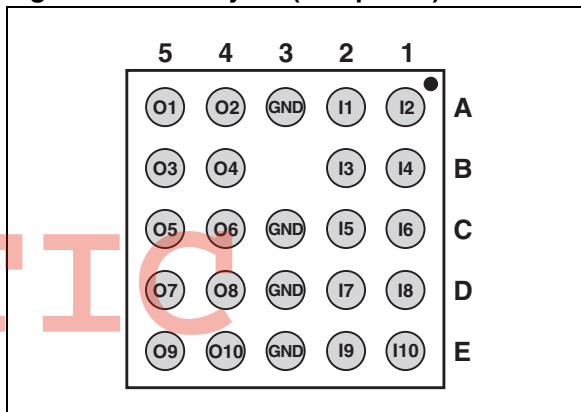 5 4 3 2 1
O1 O2 GND I1 I2 A
O3 O4 I3 I4 B
O5 O6 GND I5 I6 C
O7 O8 GND I7 I8 D
O9 O10 GND I9 I10 E